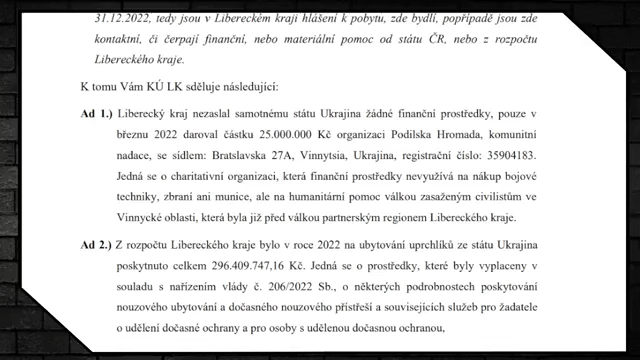 31.12.2022, tedy jsou v Libereckém kraji hlášení k pobytu, zde bydlí, popřípadě jsou zde
kontaktní, či čerpají finanční, nebo materiální pomoc od státu ČR, nebo z rozpočtu
Libereckého kraje.
K tomu Vám KÚ LK sděluje následující:
Ad 1.) Liberecký kraj nezaslal samotnému státu Ukrajina žádné finanční prostředky, pouze v
březnu 2022 daroval částku 25.000.000 Kč organizaci Podilska Hromada, komunitní
nadace, se sídlem: Bratslavska 27A, Vinnytsia, Ukrajina, registrační číslo: 35904183.
Jedná se o charitativní organizaci, která finanční prostředky nevyužívá na nákup bojové
techniky, zbraní ani munice, ale na humanitární pomoc válkou zasaženým civilistům ve
Vinnycké oblasti, která byla již před válkou partnerským regionem Libereckého kraje.
Ad 2.) Z rozpočtu Libereckého kraje bylo v roce 2022 na ubytování uprchlíků ze státu Ukrajina
poskytnuto celkem 296.409.747,16 Kč. Jedná se o prostředky, které byly vyplaceny v
souladu s nařízením vlády č. 206/2022 Sb., o některých podrobnostech poskytování
nouzového ubytování a dočasného nouzového přístřeší a souvisejících služeb pro žadatele
o udělení dočasné ochrany a pro osoby s udělenou dočasnou ochranou,